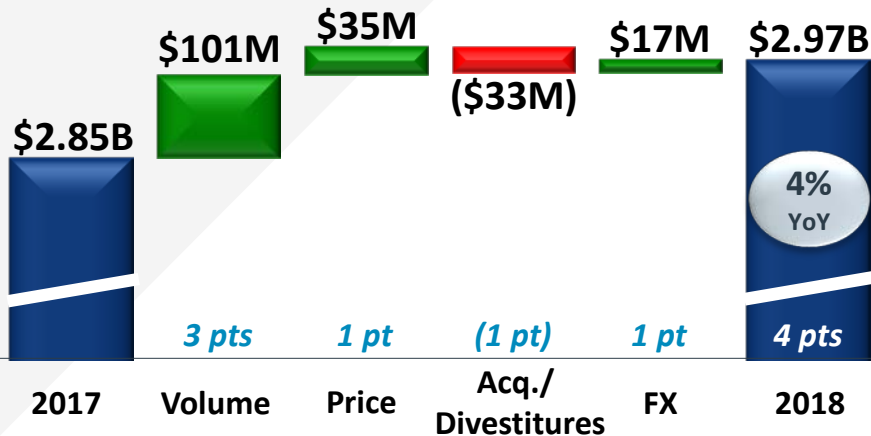 $2.85B
$101M
$35M
($33M)
$17M
$2.97B
4%
YoY
3 pts
1 pt
(1 pt)
1 pt
4 pts
2017
Volume
Price
Acq./
Divestitures
FX
2018